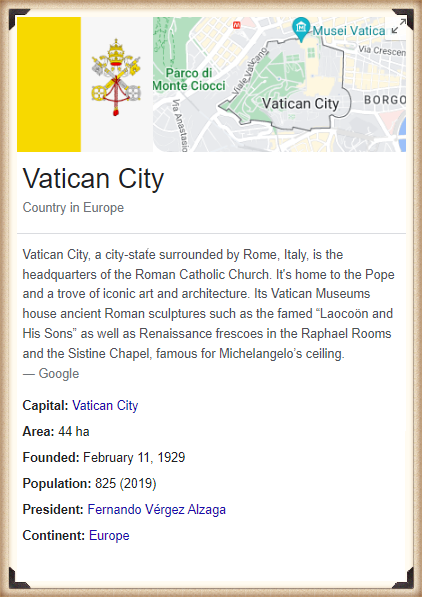 Musei Vatica
Via Crescen
Parco di
Monte Ciocci
Viale Vaticano
Vatican City
BORGO
Via Anastasio
Vatican City
Country in Europe
Vatican City, a city-state surrounded by Rome, Italy, is the
headquarters of the Roman Catholic Church. It's home to the Pope
and a trove of iconic art and architecture. Its Vatican Museums
house ancient Roman sculptures such as the famed “Laocoön and
His Sons” as well as Renaissance frescoes in the Raphael Rooms
and the Sistine Chapel, famous for Michelangelo’s ceiling.
— Google
Capital: Vatican City
Area: 44 ha
Founded: February 11, 1929
Population: 825 (2019)
President: Fernando Vérgez Alzaga
Continent: Europe